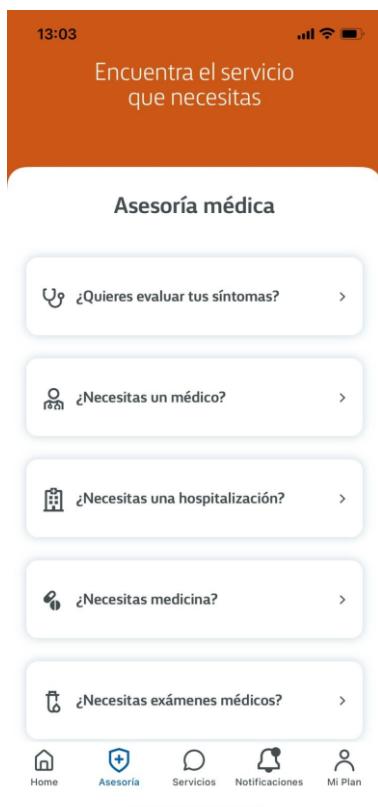 13:03
Encuentra el servicio
que necesitas
Asesoría médica
¿Quieres evaluar tus síntomas?
¿Necesitas un médico?
¿Necesitas una hospitalización?
¿Necesitas medicina?
¿Necesitas exámenes médicos?
Home Asesoría Servicios Notificaciones Mi Plan